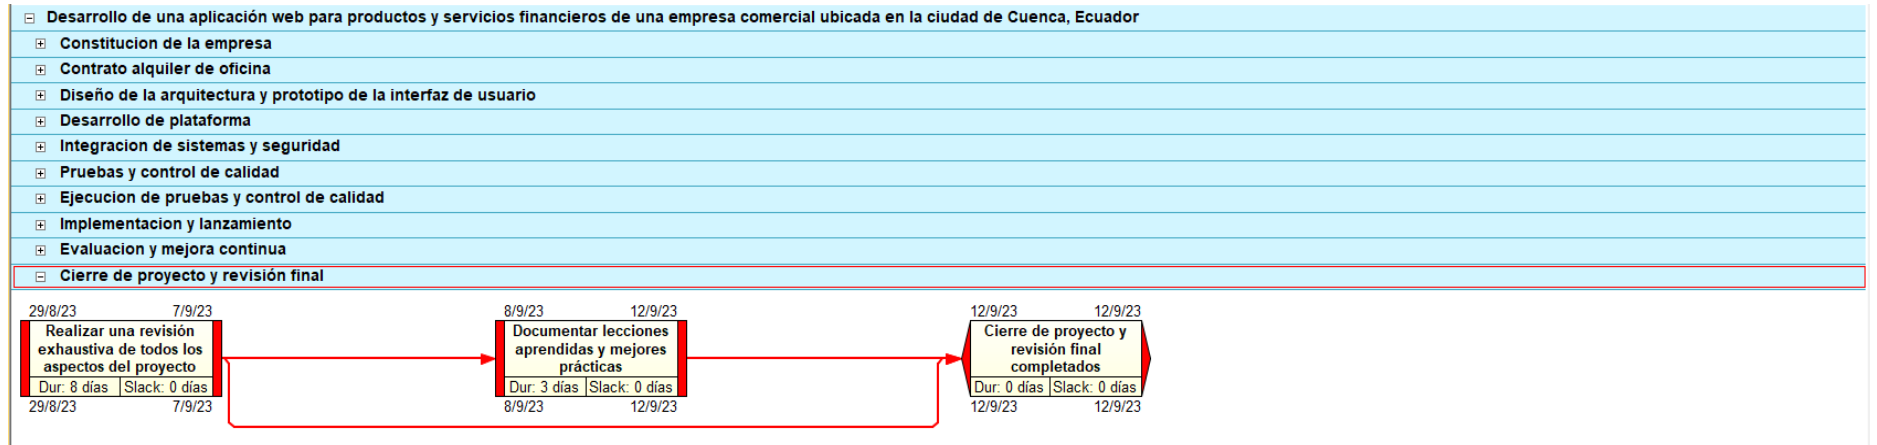 Desarrollo de una aplicación web para productos y servicios financieros de una empresa comercial ubicada en la ciudad de Cuenca, Ecuador
Constitucion de la empresa
Contrato alquiler de oficina
Diseño de la arquitectura y prototipo de la interfaz de usuario
Desarrollo de plataforma
Integracion de sistemas y seguridad
Pruebas y control de calidad
Ejecucion de pruebas y control de calidad
Implementacion y lanzamiento
Evaluacion y mejora continua
Cierre de proyecto y revisión final
29/8/23 7/9/23
Realizar una revisión
exhaustiva de todos los
aspectos del proyecto
Dur: 8 días Slack: 0 días
29/8/23 7/9/23
8/9/23 12/9/23
Documentar lecciones
aprendidas y mejores
prácticas
Dur: 3 días Slack: 0 días
8/9/23 12/9/23
12/9/23 12/9/23
Cierre de proyecto y
revisión final
completados
Dur: 0 días Slack: 0 días
12/9/23 12/9/23